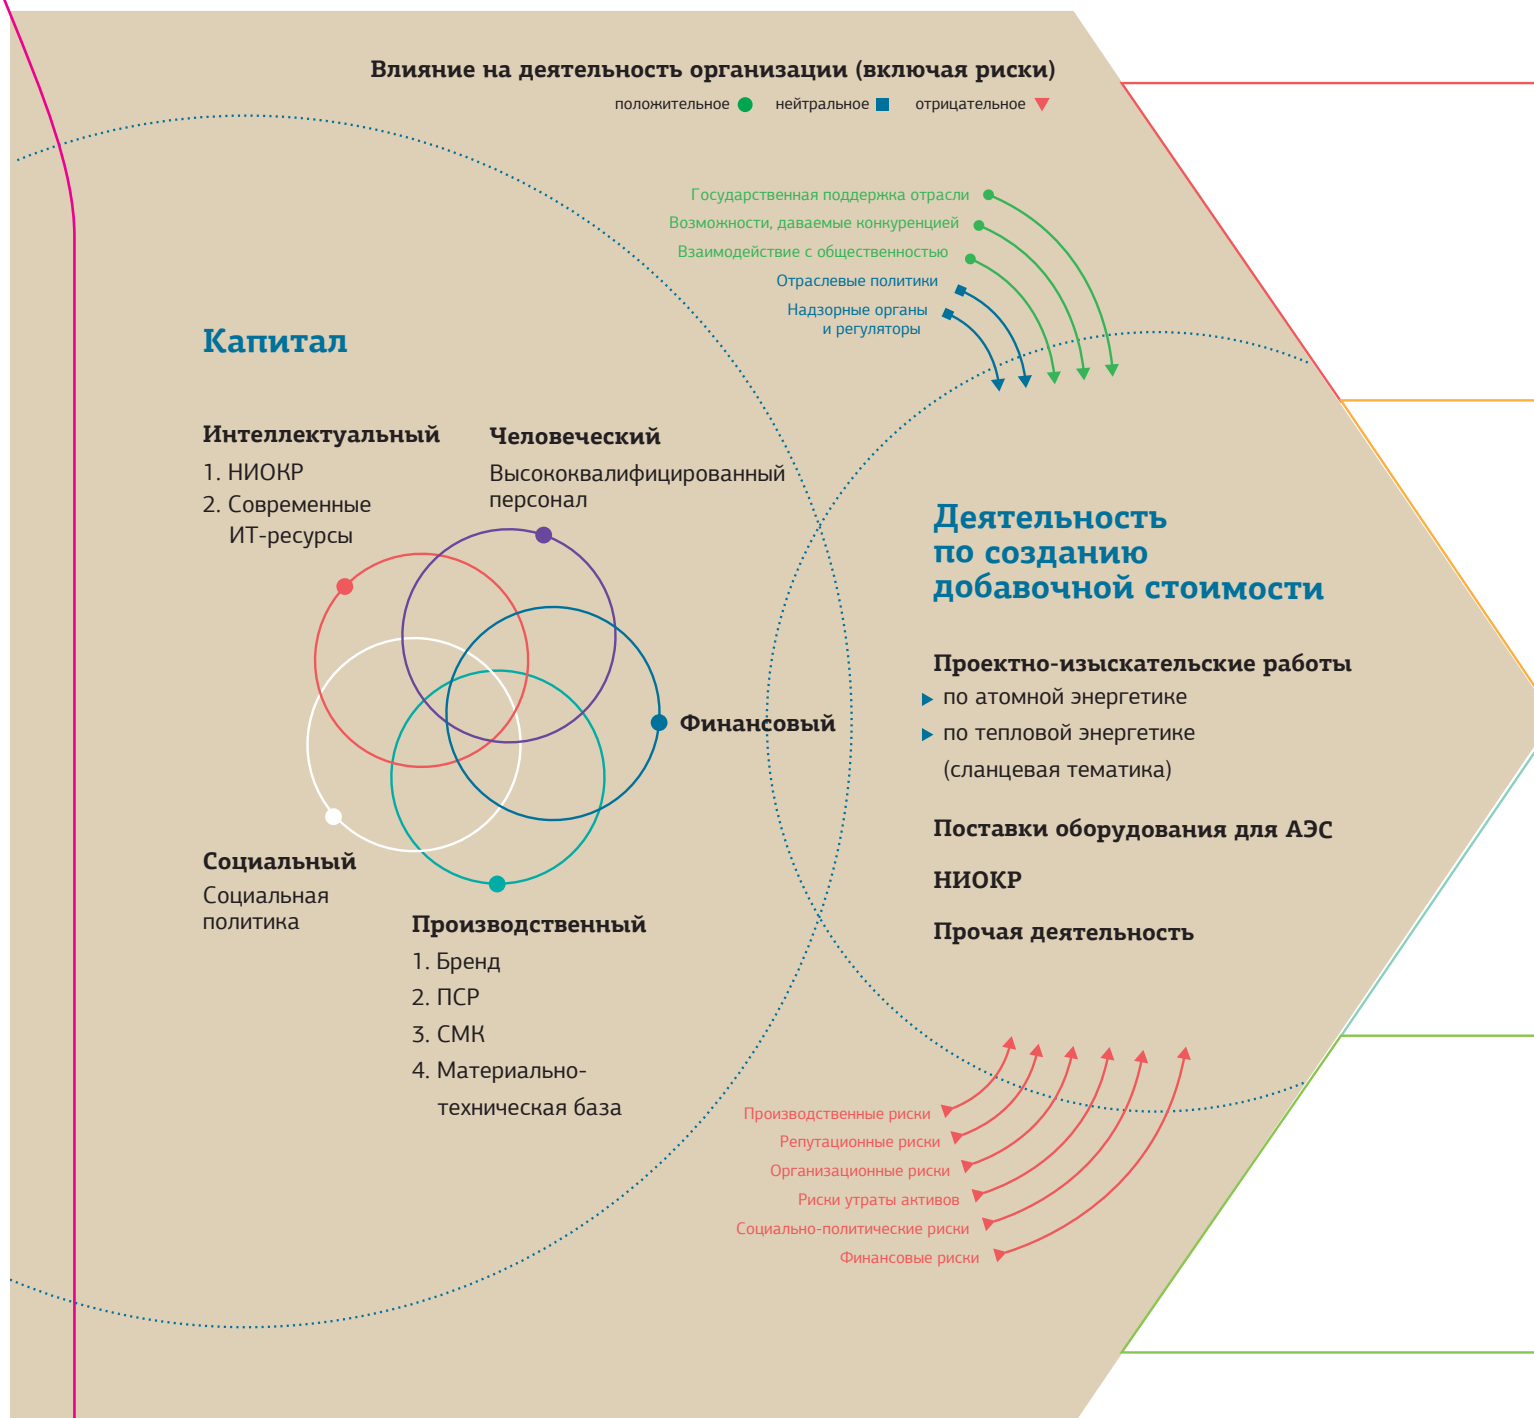 Влияние на деятельность организации (включая риски)
положительное нейтральное отрицательное
Государственная поддержка отрасли
Возможности, даваемые конкуренцией
Взаимодействие с общественностью
Отраслевые политики
Надзорные органы
и регуляторы
Капитал
Интеллектуальный
1. НИОКР
2. Современные
ИТ-ресурсы
Человеческий
Высококвалифицированный
персонал
Финансовый
Социальный
Социальная
политика
Производственный
1. Бренд
2. ПСР
3. СМК
4. Материально-
техническая база
Деятельность
по созданию
добавочной стоимости
Проектно-изыскательские работы
по атомной энергетике
по тепловой энергетике
(сланцевая тематика)
Поставки оборудования для АЭС
НИОКР
Прочая деятельность
Производственные риски
Репутационные риски
Организационные риски
Риски утраты активов
Социально-политические риски
Финансовые риски